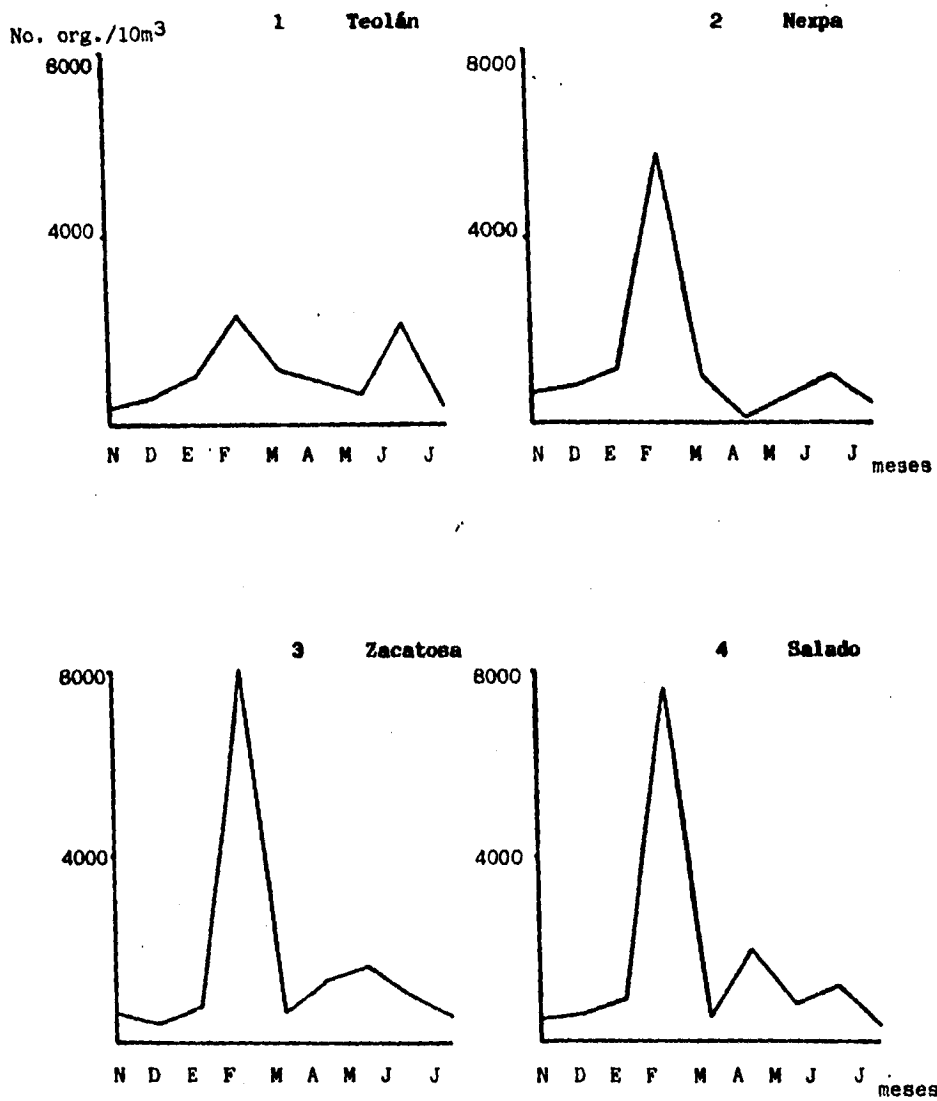 No. org./10m3
1 Teolán
8000
4000
N D E F M A M J J
2 Nexpa
8000
4000
N D E F M A M J J meses
3 Zacatosa
8000
4000
N D E F M A M J J
4 Salado
8000
4000
N D E F M A M J J meses